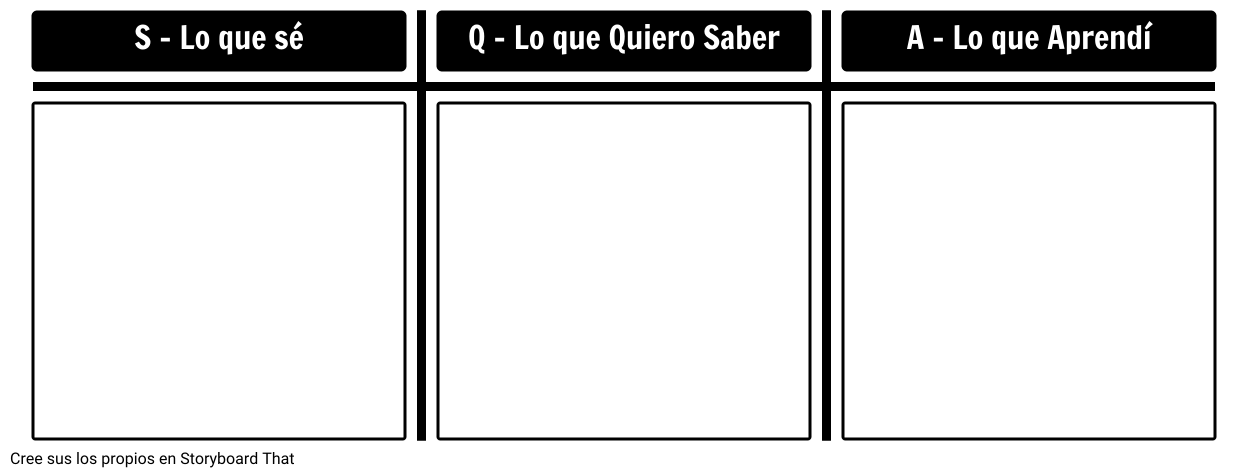 S - Lo que sé
Q - Lo que Quiero Saber
A - Lo que Aprendí
Cree sus los propios en Storyboard That